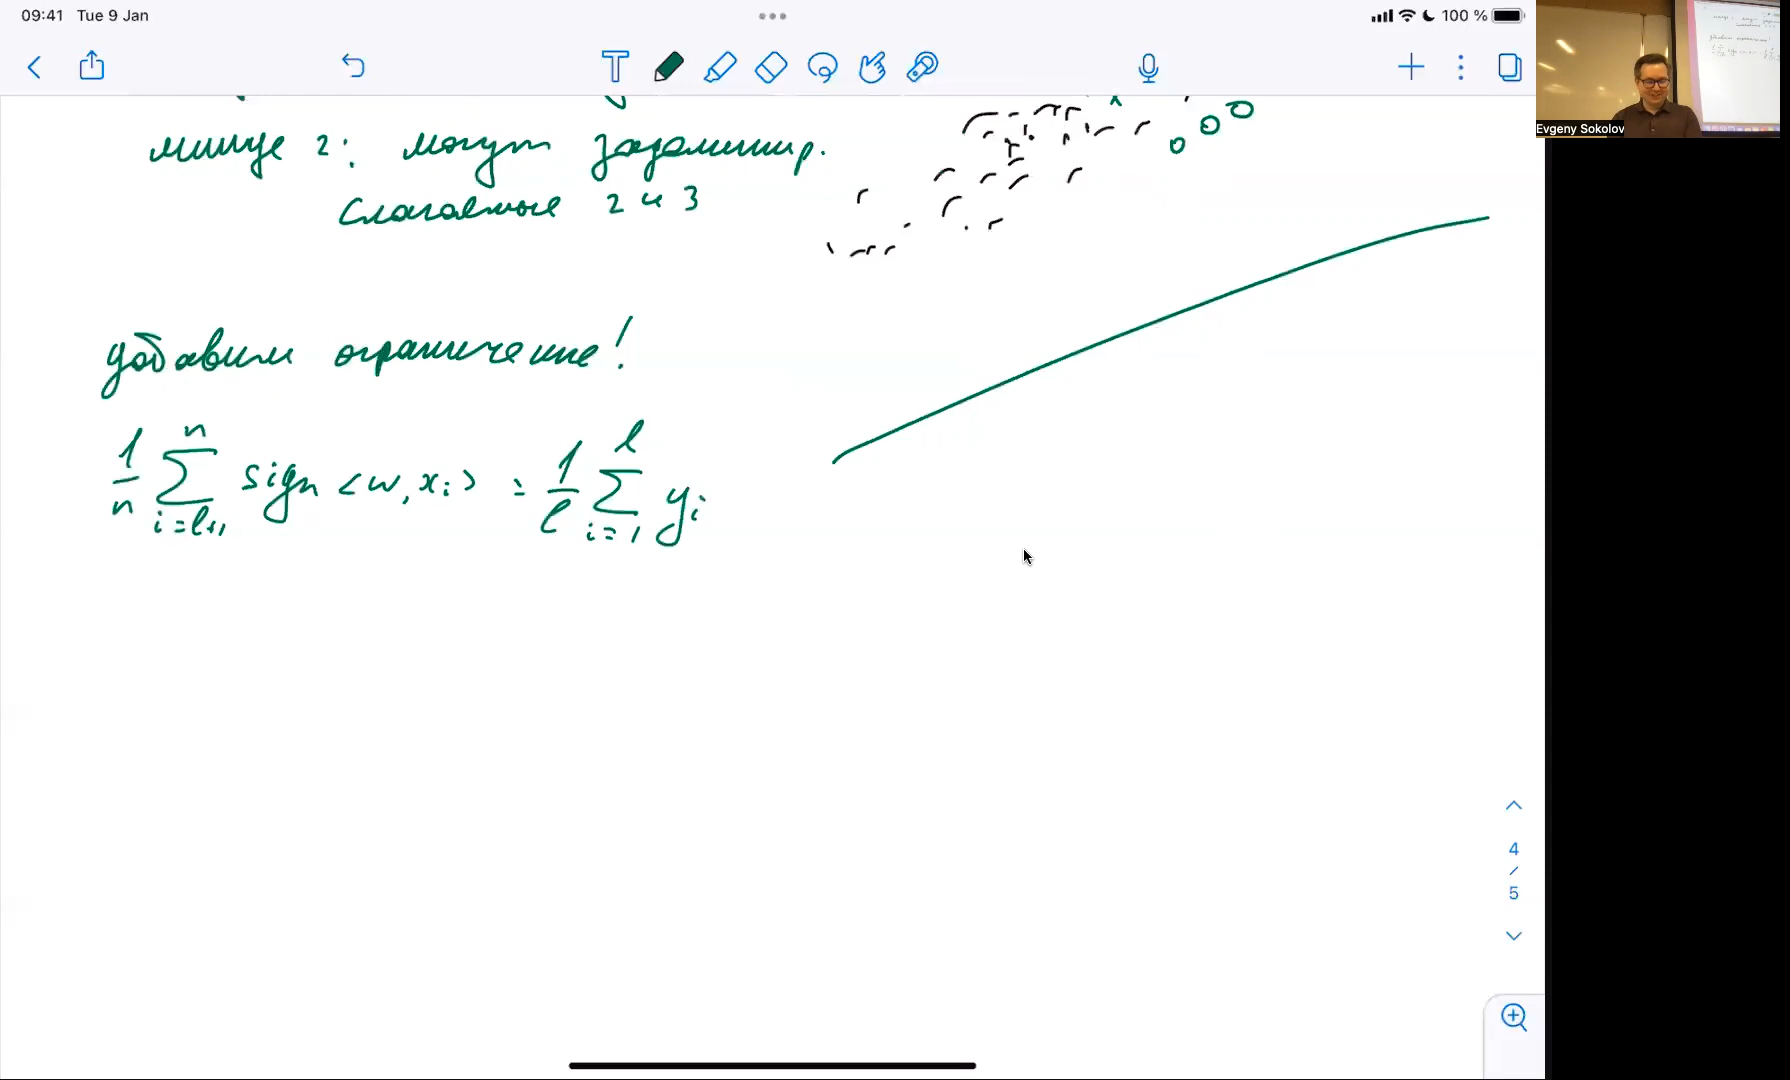 09:41 Tue 9 Jan
100 %
Evgeny Sokolov
минус 2: могут задоминир.
слагаемые 2 и 3
добавим ограничение!
1/n ∑_{i=l+1}^{n} sign <w, x_i> = 1/l ∑_{i=1}^{l} y_i
4
/
5